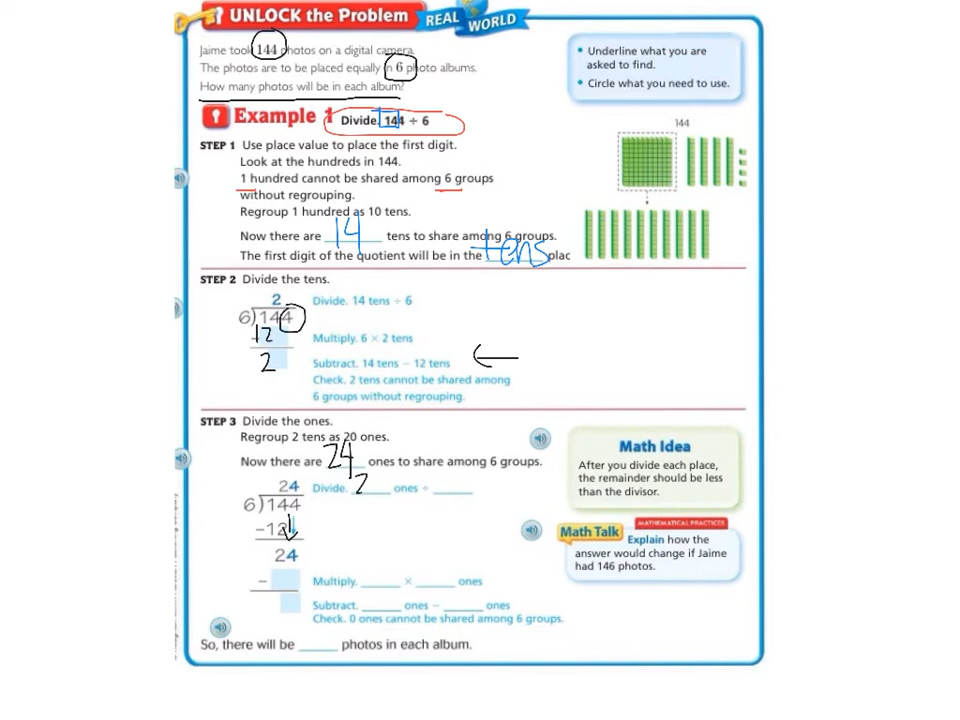 UNLOCK the Problem REAL WORLD
Jaime took 144 photos on a digital camera.
The photos are to be placed equally in 6 photo albums.
How many photos will be in each album?
• Underline what you are
asked to find.
• Circle what you need to use.
Example 1 Divide. 144 ÷ 6
STEP 1 Use place value to place the first digit.
Look at the hundreds in 144.
1 hundred cannot be shared among 6 groups
without regrouping.
Regroup 1 hundred as 10 tens.
Now there are 14 tens to share among 6 groups.
The first digit of the quotient will be in the tens plac
144
STEP 2 Divide the tens.
2
6)144
12
2
Divide. 14 tens ÷ 6
Multiply. 6 × 2 tens
Subtract. 14 tens − 12 tens
Check. 2 tens cannot be shared among
6 groups without regrouping.
STEP 3 Divide the ones.
Regroup 2 tens as 20 ones.
Now there are 24 ones to share among 6 groups.
24
6)144
−12
24
−
Divide. 2 ones ÷ ______
Multiply. ______ × ______ ones
Subtract. ______ ones − ______ ones
Check. 0 ones cannot be shared among 6 groups.
So, there will be ______ photos in each album.
Math Idea
After you divide each place,
the remainder should be less
than the divisor.
MATHEMATICAL PRACTICES
Math Talk Explain how the
answer would change if Jaime
had 146 photos.